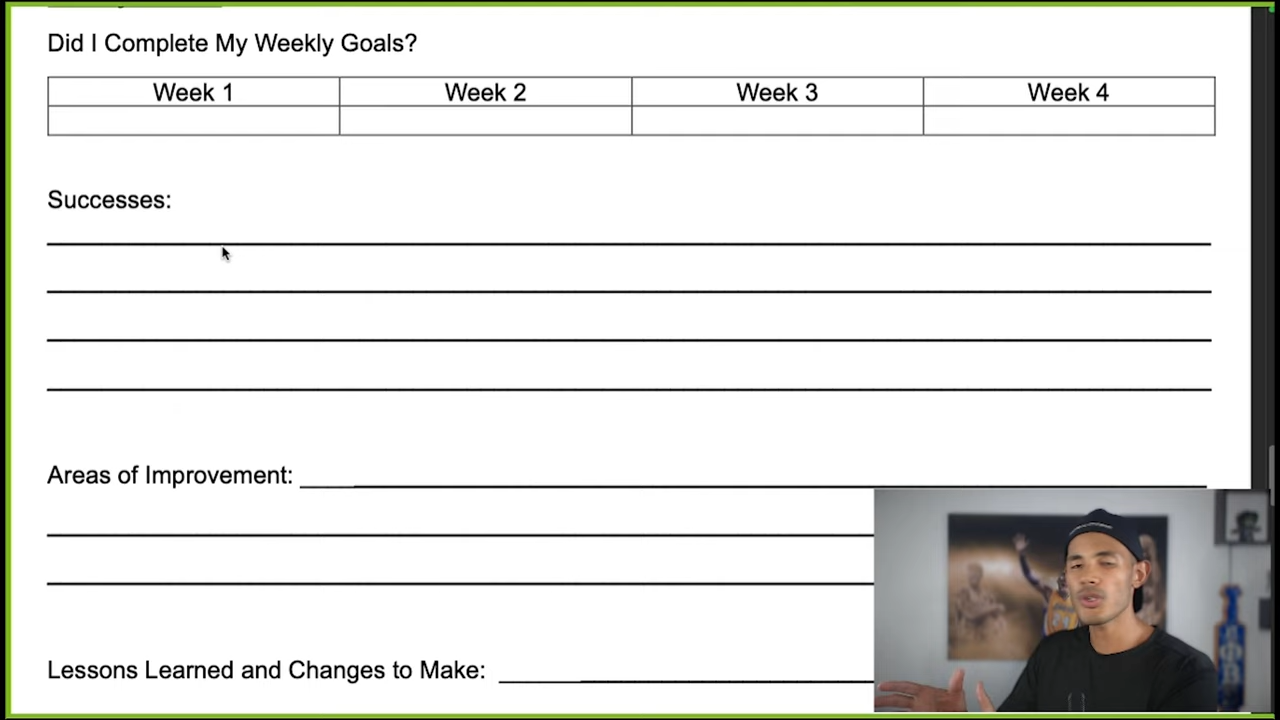 Did I Complete My Weekly Goals?
Week 1 Week 2 Week 3 Week 4
Successes:
Areas of Improvement:
Lessons Learned and Changes to Make: